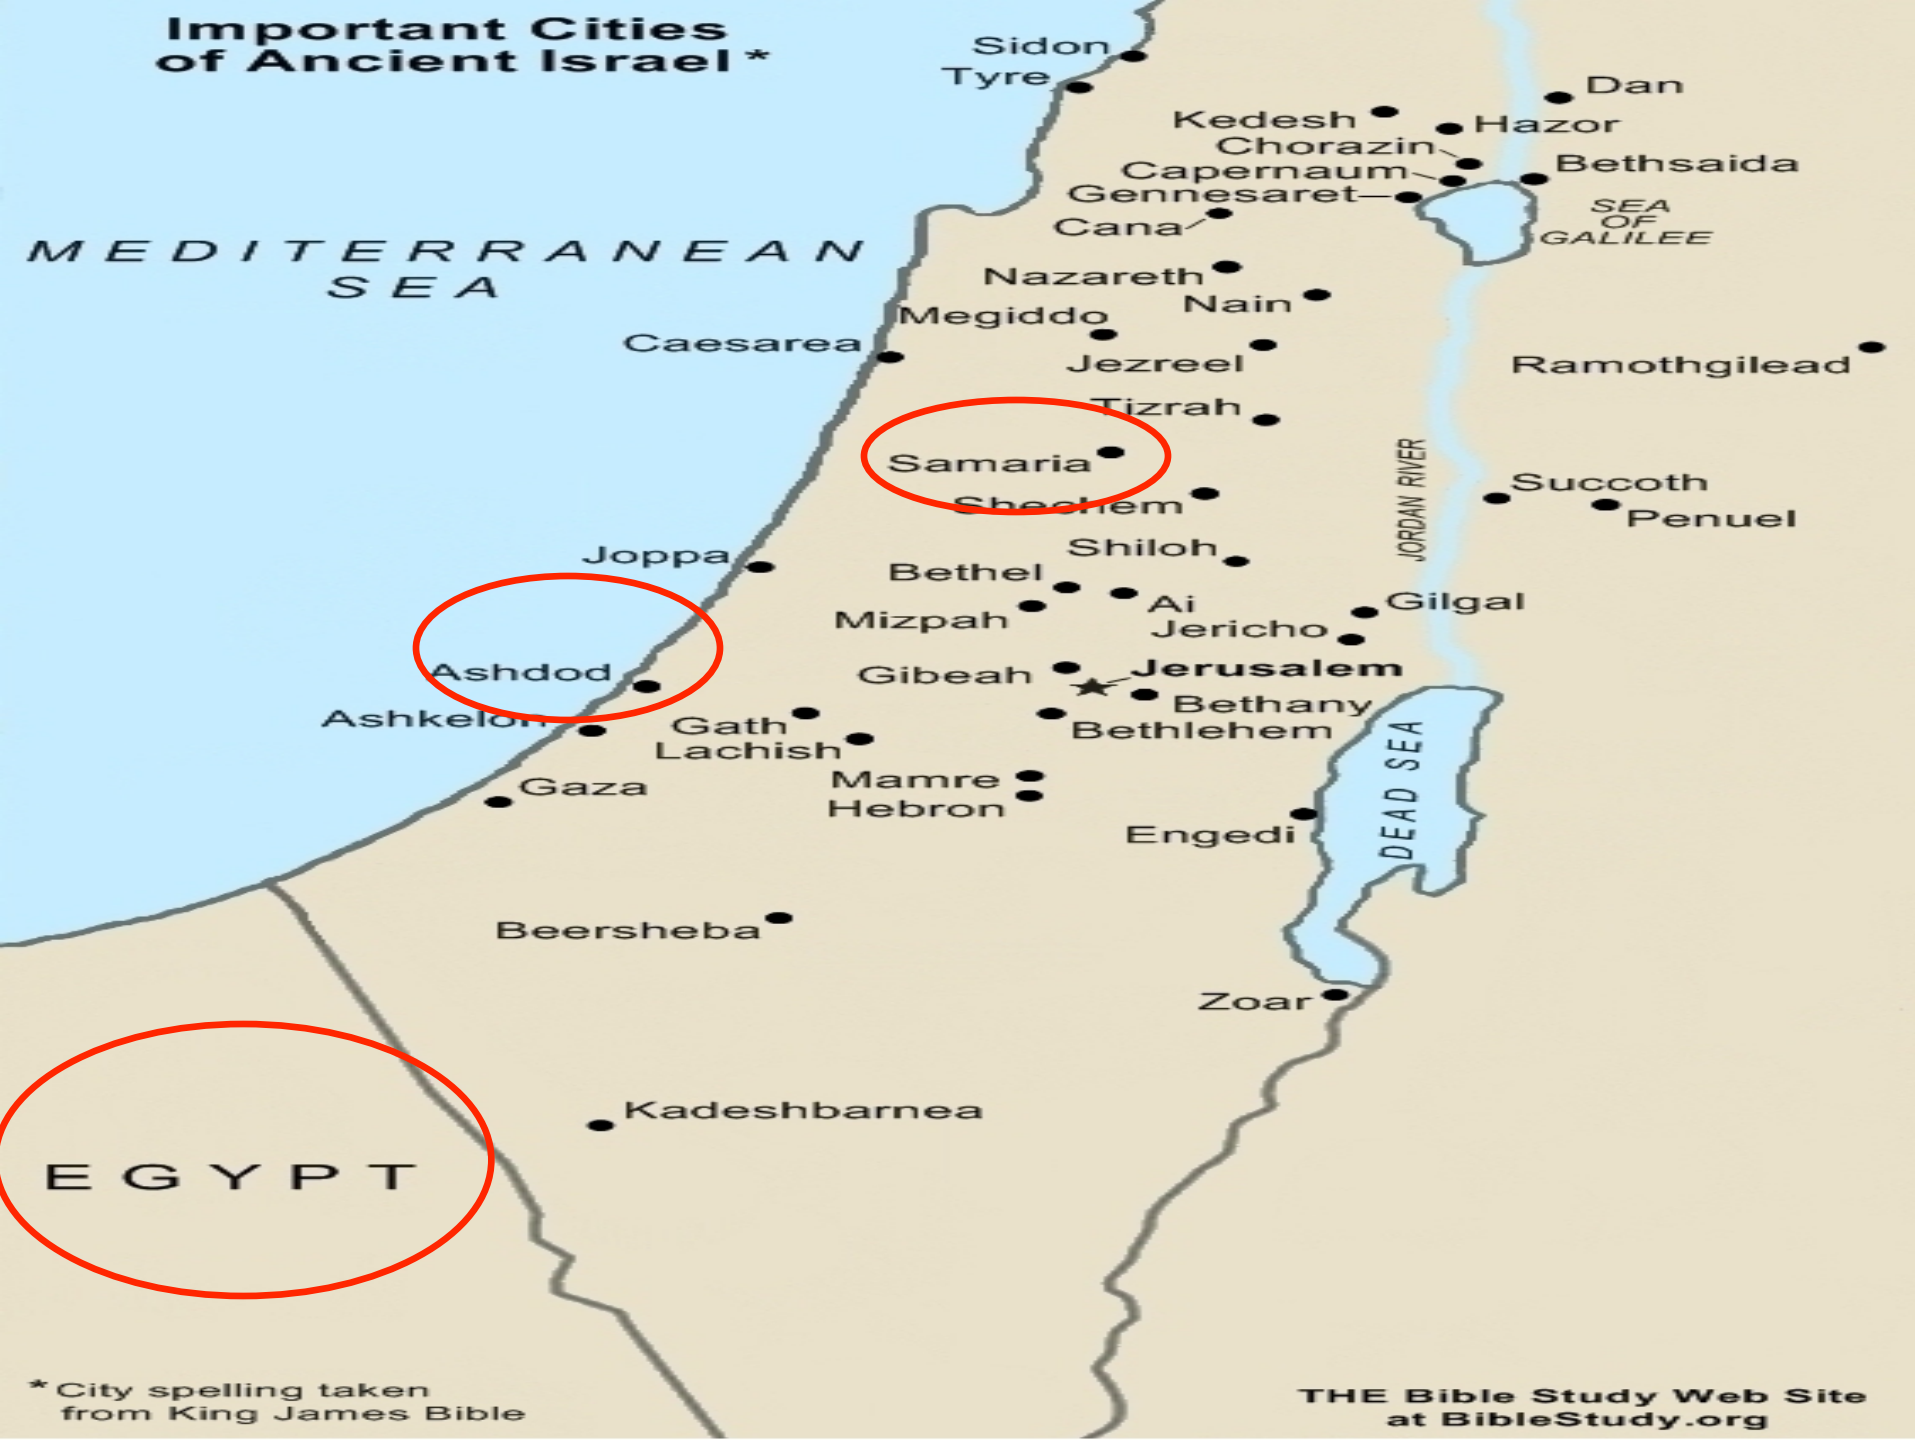 Important Cities
of Ancient Israel *
Sidon
Tyre
Dan
Kedesh
Hazor
Chorazin
Capernaum
Bethsaida
Gennesaret
SEA
OF
GALILEE
Cana
MEDITERRANEAN
SEA
Nazareth
Nain
Megiddo
Caesarea
Jezreel
Ramothgilead
Tizrah
Samaria
JORDAN RIVER
Succoth
Shechem
Penuel
Joppa
Shiloh
Bethel
Ai
Gilgal
Mizpah
Jericho
Ashdod
Gibeah
Jerusalem
Bethany
Ashkelon
Gath
Bethlehem
Lachish
DEAD SEA
Gaza
Mamre
Hebron
Engedi
Beersheba
Zoar
Kadeshbarnea
EGYPT
* City spelling taken
from King James Bible
THE Bible Study Web Site
at BibleStudy.org